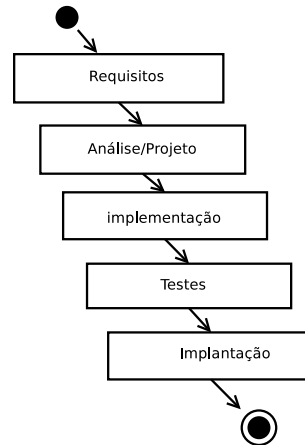 Requisitos
Análise/Projeto
implementação
Testes
Implantação